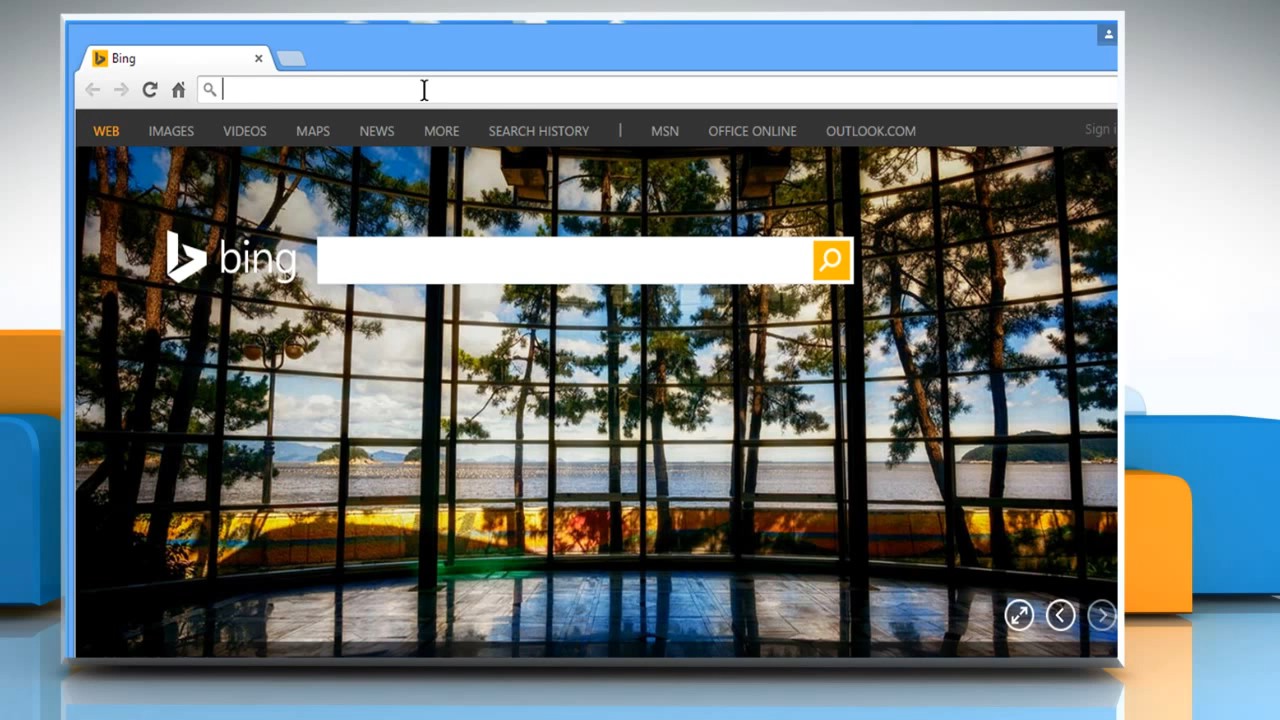 Bing
WEB IMAGES VIDEOS MAPS NEWS MORE SEARCH HISTORY | MSN OFFICE ONLINE OUTLOOK.COM Sign i
bing